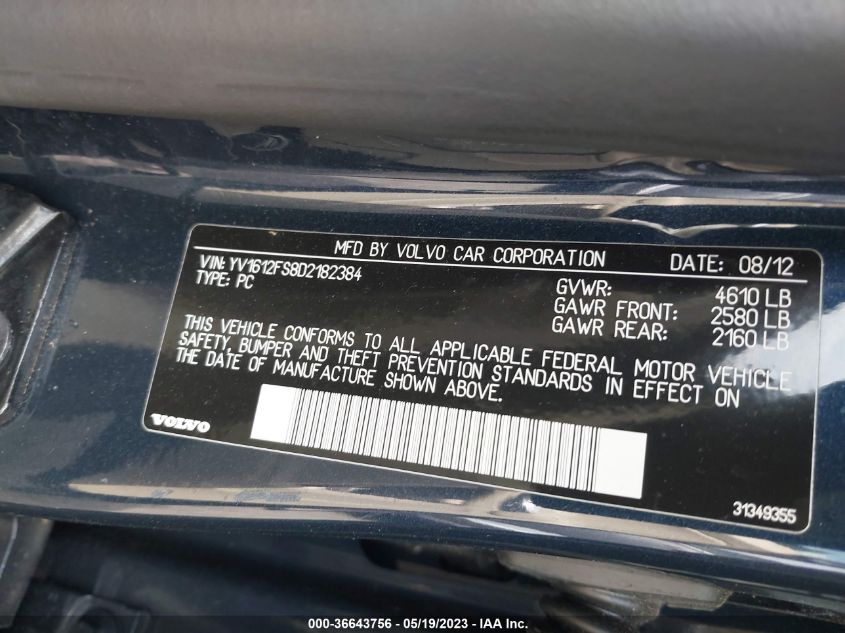 MFD BY VOLVO CAR CORPORATION DATE: 08/12
VIN: YV1612FS8D2182384
TYPE: PC
GVWR: 4610 LB
GAWR FRONT: 2580 LB
GAWR REAR: 2160 LB
THIS VEHICLE CONFORMS TO ALL APPLICABLE FEDERAL MOTOR VEHICLE
SAFETY, BUMPER AND THEFT PREVENTION STANDARDS IN EFFECT ON
THE DATE OF MANUFACTURE SHOWN ABOVE.
VOLVO
31349355
000-36643756 - 05/19/2023 - IAA Inc.